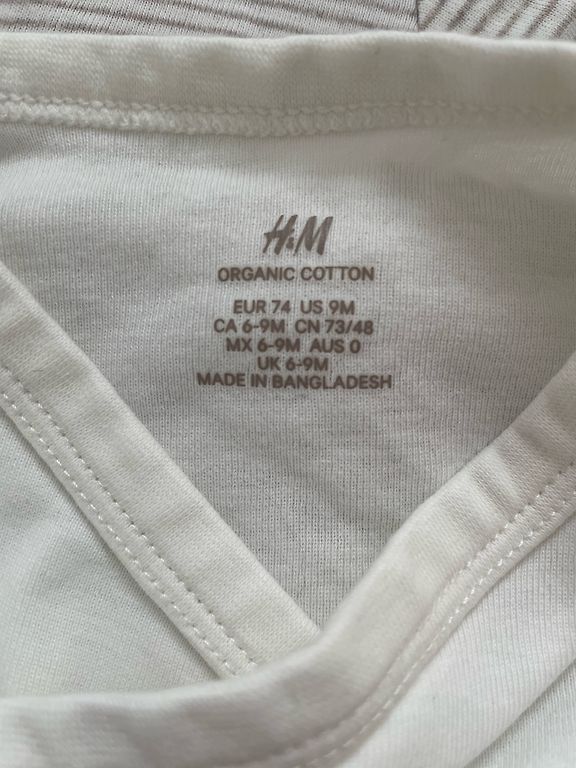 H&M
ORGANIC COTTON
EUR 74 US 9M
CA 6-9M CN 73/48
MX 6-9M AUS 0
UK 6-9M
MADE IN BANGLADESH